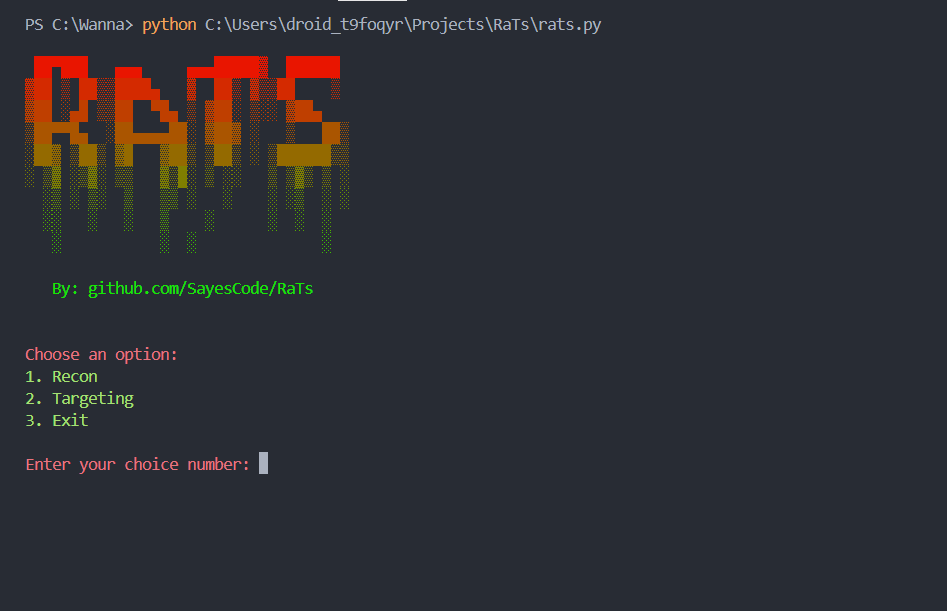 PS C:\Wanna> python C:\Users\droid_t9foqyr\Projects\RaTs\rats.py
RATS
By: github.com/SayesCode/RaTs
Choose an option:
1. Recon
2. Targeting
3. Exit
Enter your choice number: